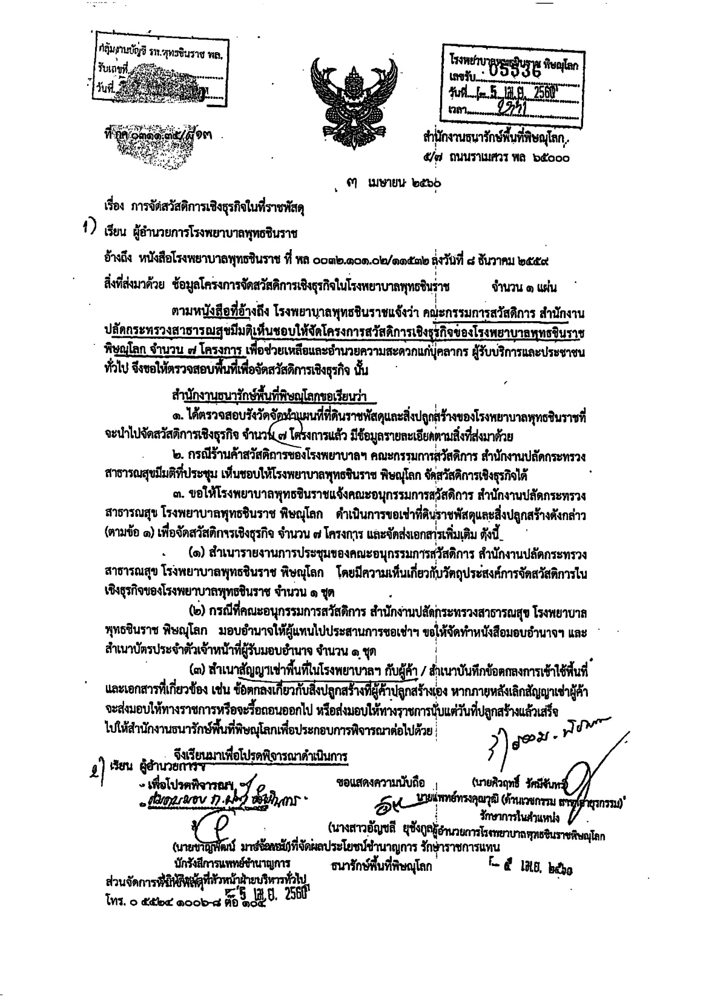 กลุ่มงานบัญชี รพ.พุทธชินราช พล.
รับเลขที่
วันที่
โรงพยาบาลพุทธชินราช พิษณุโลก
เลขรับ 05536
วันที่ - 5 เม.ย. 2560
เวลา
ที่ กค ๐๓๑๑.๓๕/๘๑๓
สำนักงานธนารักษ์พื้นที่พิษณุโลก
๕/๗ ถนนราเมศวร พล ๖๕๐๐๐
๓ เมษายน ๒๕๖๐
เรื่อง การจัดสวัสดิการเชิงธุรกิจในที่ราชพัสดุ
1) เรียน ผู้อำนวยการโรงพยาบาลพุทธชินราช
อ้างถึง หนังสือโรงพยาบาลพุทธชินราช ที่ พล ๐๐๓๒.๑๐๑.๐๒/๑๑๕๓๒ ลงวันที่ ๘ ธันวาคม ๒๕๕๙
สิ่งที่ส่งมาด้วย ข้อมูลโครงการจัดสวัสดิการเชิงธุรกิจในโรงพยาบาลพุทธชินราช จำนวน ๑ แผ่น
ตามหนังสือที่อ้างถึง โรงพยาบาลพุทธชินราชแจ้งว่า คณะกรรมการสวัสดิการ สำนักงาน
ปลัดกระทรวงสาธารณสุขมีมติเห็นชอบให้จัดโครงการสวัสดิการเชิงธุรกิจของโรงพยาบาลพุทธชินราช
พิษณุโลก จำนวน ๗ โครงการ เพื่อช่วยเหลือและอำนวยความสะดวกแก่บุคลากร ผู้รับบริการและประชาชน
ทั่วไป จึงขอให้ตรวจสอบพื้นที่เพื่อจัดสวัสดิการเชิงธุรกิจ นั้น
สำนักงานธนารักษ์พื้นที่พิษณุโลกขอเรียนว่า
๑. ได้ตรวจสอบรังวัดจัดทำแผนที่ที่ดินราชพัสดุและสิ่งปลูกสร้างของโรงพยาบาลพุทธชินราชที่
จะนำไปจัดสวัสดิการเชิงธุรกิจ จำนวน ๗ โครงการแล้ว มีข้อมูลรายละเอียดตามสิ่งที่ส่งมาด้วย
๒. กรณีร้านค้าสวัสดิการของโรงพยาบาลฯ คณะกรรมการสวัสดิการ สำนักงานปลัดกระทรวง
สาธารณสุขมีมติที่ประชุม เห็นชอบให้โรงพยาบาลพุทธชินราช พิษณุโลก จัดสวัสดิการเชิงธุรกิจได้
๓. ขอให้โรงพยาบาลพุทธชินราชแจ้งคณะอนุกรรมการสวัสดิการ สำนักงานปลัดกระทรวง
สาธารณสุข โรงพยาบาลพุทธชินราช พิษณุโลก ดำเนินการขอเช่าที่ดินราชพัสดุและสิ่งปลูกสร้างดังกล่าว
(ตามข้อ ๑) เพื่อจัดสวัสดิการเชิงธุรกิจ จำนวน ๗ โครงการ และจัดส่งเอกสารเพิ่มเติม ดังนี้
(๑) สำเนารายงานการประชุมของคณะอนุกรรมการสวัสดิการ สำนักงานปลัดกระทรวง
สาธารณสุข โรงพยาบาลพุทธชินราช พิษณุโลก โดยมีความเห็นเกี่ยวกับวัตถุประสงค์การจัดสวัสดิการใน
เชิงธุรกิจของโรงพยาบาลพุทธชินราช จำนวน ๑ ชุด
(๒) กรณีที่คณะอนุกรรมการสวัสดิการ สำนักงานปลัดกระทรวงสาธารณสุข โรงพยาบาล
พุทธชินราช พิษณุโลก มอบอำนาจให้ผู้แทนไปประสานการขอเช่าฯ ขอให้จัดทำหนังสือมอบอำนาจฯ และ
สำเนาบัตรประจำตัวเจ้าหน้าที่ผู้รับมอบอำนาจ จำนวน ๑ ชุด
(๓) สำเนาสัญญาเช่าพื้นที่ในโรงพยาบาลฯ กับผู้ค้า / สำเนาบันทึกข้อตกลงการเข้าใช้พื้นที่
และเอกสารที่เกี่ยวข้อง เช่น ข้อตกลงเกี่ยวกับสิ่งปลูกสร้างที่ผู้ค้าปลูกสร้างเอง หากภายหลังเลิกสัญญาเช่าผู้ค้า
จะส่งมอบให้ทางราชการหรือจะรื้อถอนออกไป หรือส่งมอบให้ทางราชการนับแต่วันที่ปลูกสร้างแล้วเสร็จ
ไปให้สำนักงานธนารักษ์พื้นที่พิษณุโลกเพื่อประกอบการพิจารณาต่อไปด้วย
จึงเรียนมาเพื่อโปรดพิจารณาดำเนินการ
2) เรียน ผู้อำนวยการฯ
- เพื่อโปรดพิจารณา
ขอแสดงความนับถือ
(นายศิวฤทธิ์ รัศมีจันทร์)
นายแพทย์ทรงคุณวุฒิ (ด้านเวชกรรม สาขาอายุรกรรม)
รักษาการในตำแหน่ง
ผู้อำนวยการโรงพยาบาลพุทธชินราชพิษณุโลก
(นางสาวอัญชลี ยุชังกูล)
ที่จัดผลประโยชน์ชำนาญการ รักษาราชการแทน
ธนารักษ์พื้นที่พิษณุโลก
- ๕ เม.ย. ๒๕๖๐
(นายชาญพัฒน์
นักรังสีการแพทย์ชำนาญการ
ที่หัวหน้าฝ่ายบริหารทั่วไป
- 5 เม.ย. 2560
ส่วนจัดการที่ราชพัสดุ
โทร. ๐ ๕๕๒๔ ๑๐๐๖-๘ ต่อ ๑๐๕